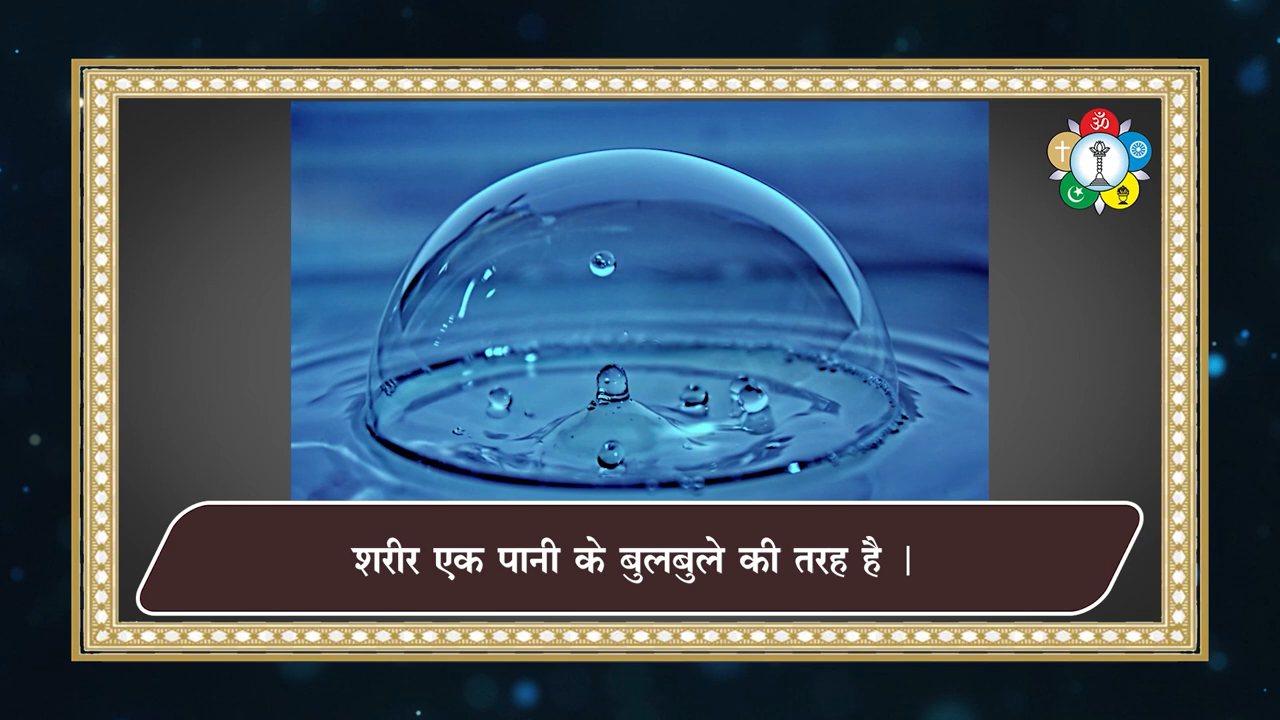 ॐ
शरीर एक पानी के बुलबुले की तरह है |